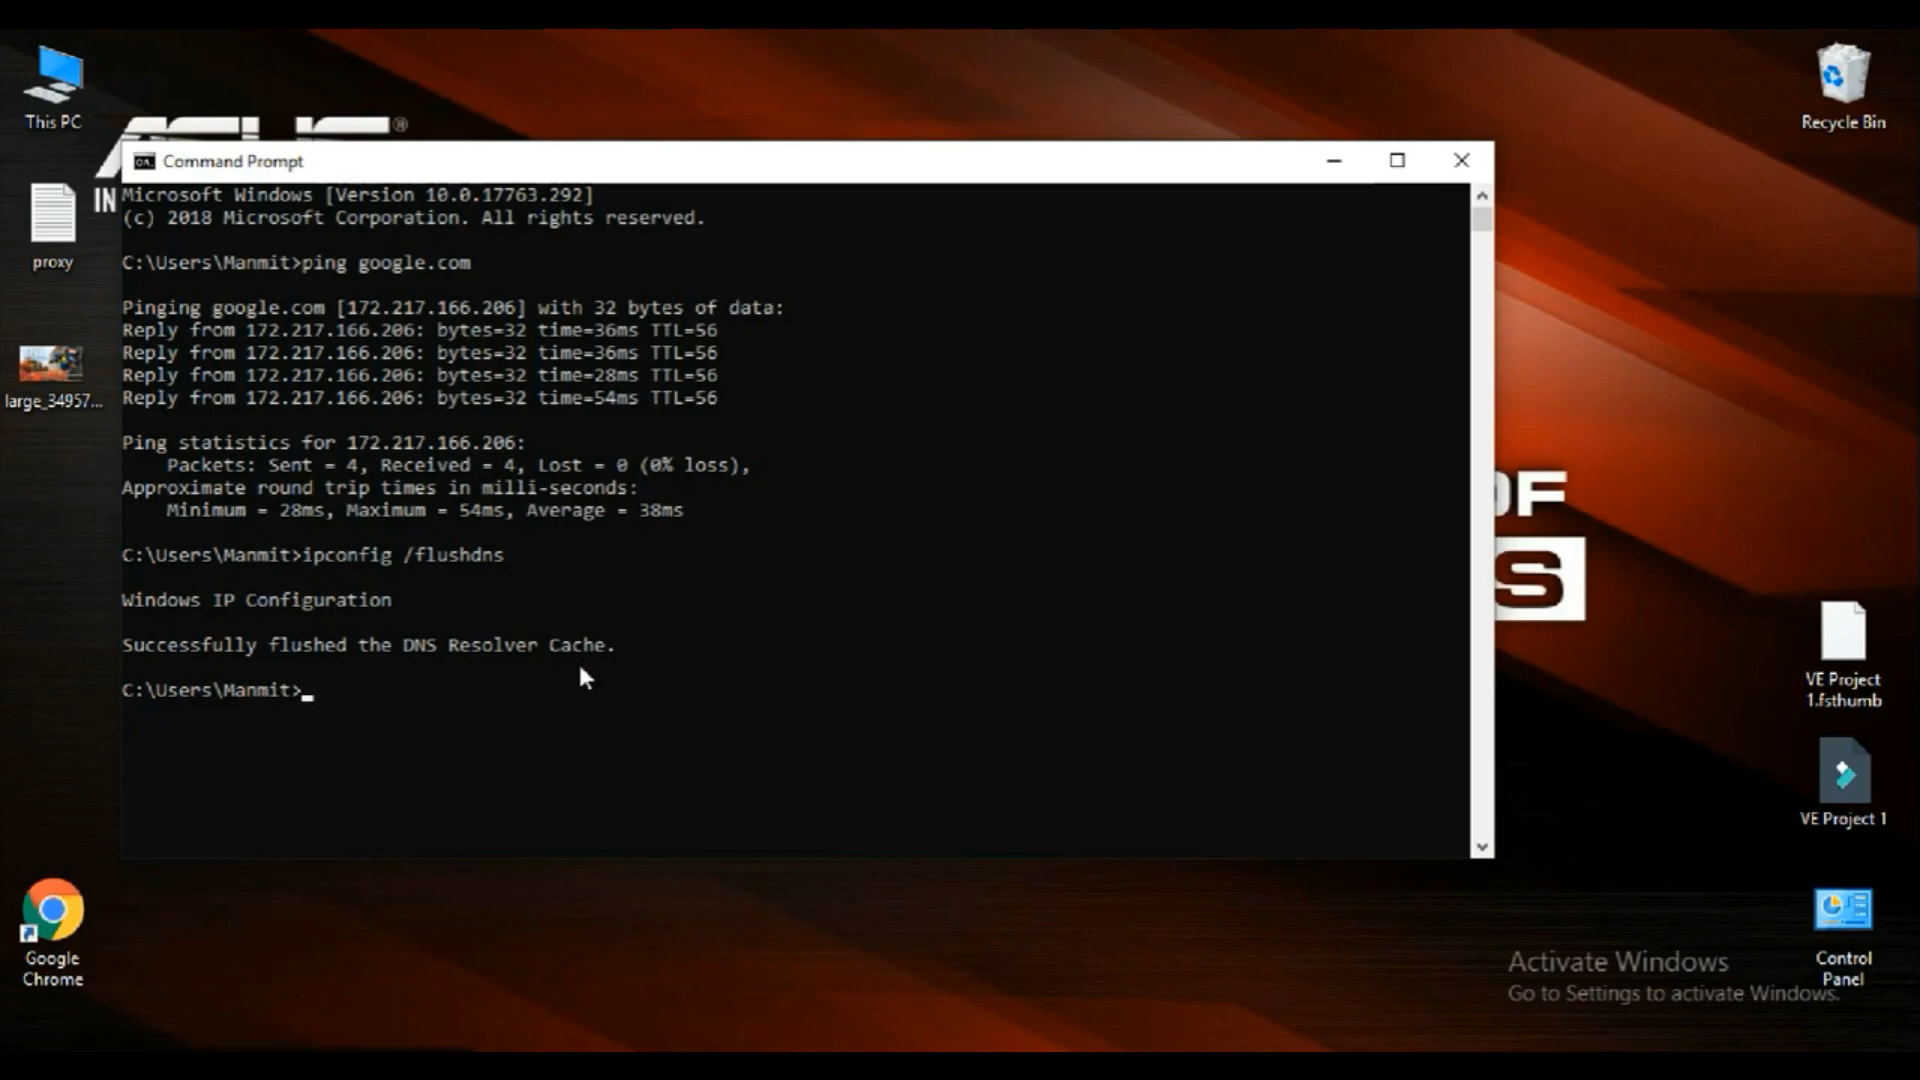 This PC
proxy
large_34957...
Google
Chrome
®
IN
Command Prompt
Microsoft Windows [Version 10.0.17763.292]
(c) 2018 Microsoft Corporation. All rights reserved.
C:\Users\Manmit>ping google.com
Pinging google.com [172.217.166.206] with 32 bytes of data:
Reply from 172.217.166.206: bytes=32 time=36ms TTL=56
Reply from 172.217.166.206: bytes=32 time=36ms TTL=56
Reply from 172.217.166.206: bytes=32 time=28ms TTL=56
Reply from 172.217.166.206: bytes=32 time=54ms TTL=56
Ping statistics for 172.217.166.206:
Packets: Sent = 4, Received = 4, Lost = 0 (0% loss),
Approximate round trip times in milli-seconds:
Minimum = 28ms, Maximum = 54ms, Average = 38ms
C:\Users\Manmit>ipconfig /flushdns
Windows IP Configuration
Successfully flushed the DNS Resolver Cache.
C:\Users\Manmit>
OF
S
Recycle Bin
VE Project
1.fsthumb
VE Project 1
Control
Panel
Activate Windows
Go to Settings to activate Windows.